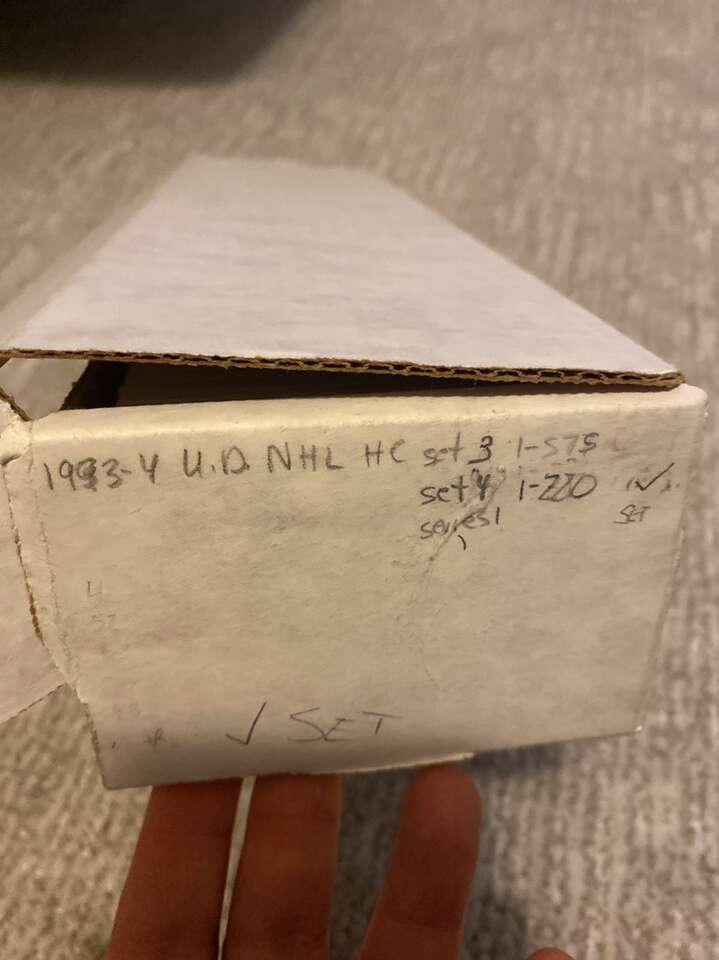 1993-4 U.D. NHL HC set 3 1-575
set 4 1-220 ✓
series 1 SET
✓ SET